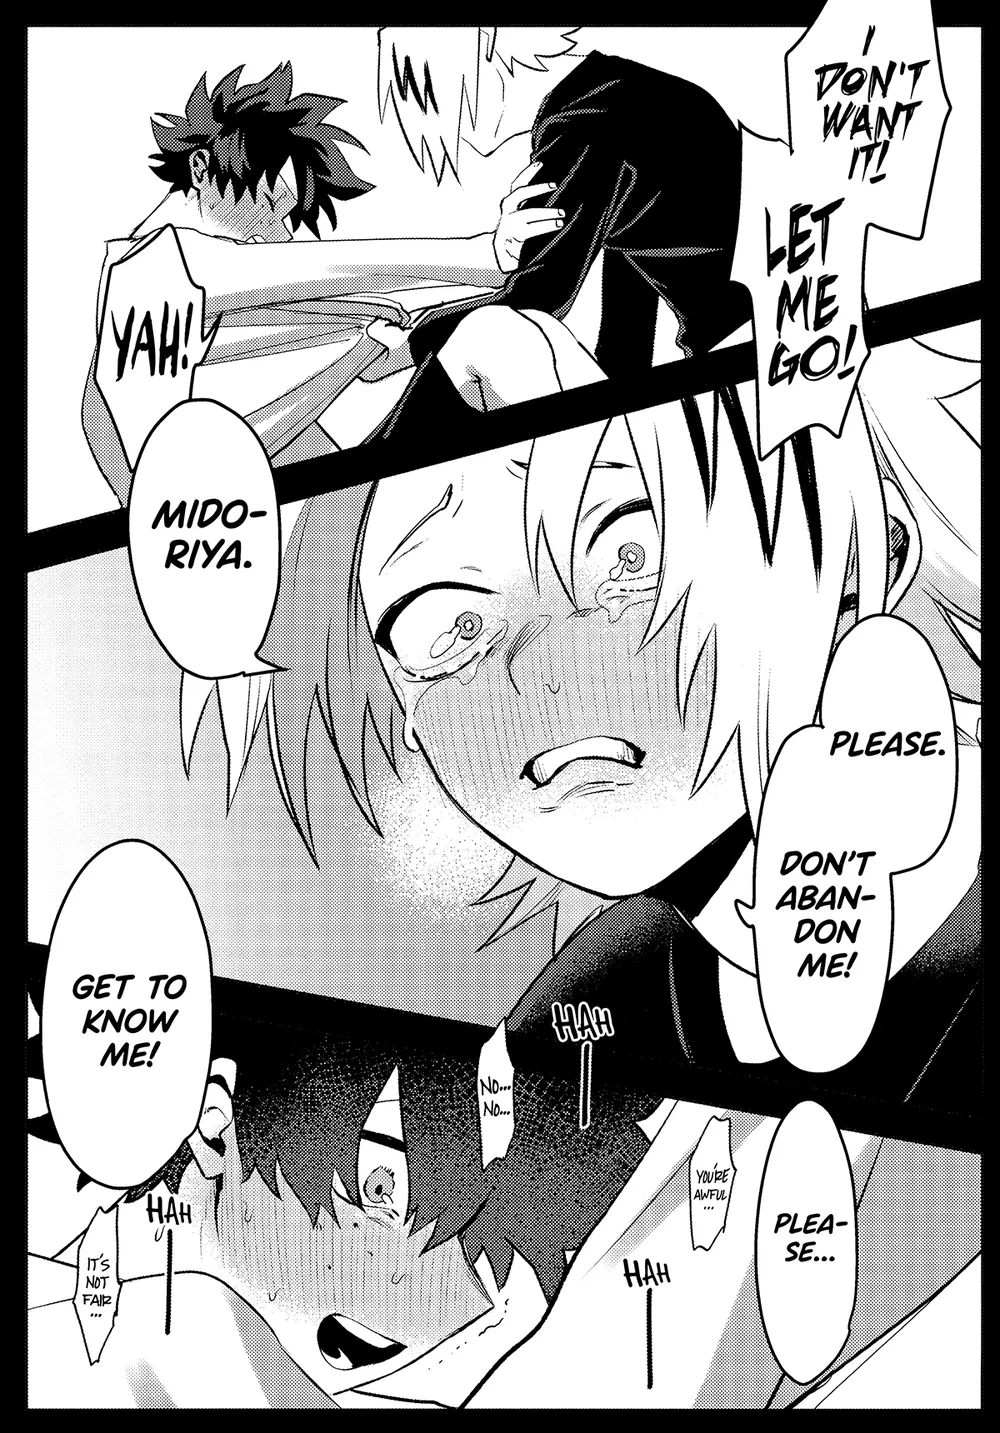 I
DON'T
WANT
IT!
LET
ME
GO!
YAH!
MIDO-
RIYA.
PLEASE.
DON'T
ABAN-
DON
ME!
GET TO
KNOW
ME!
HAH
NO...
NO...
YOU'RE
AWFUL
...
PLEA-
SE...
HAH
IT'S
NOT
FAIR
...
HAH